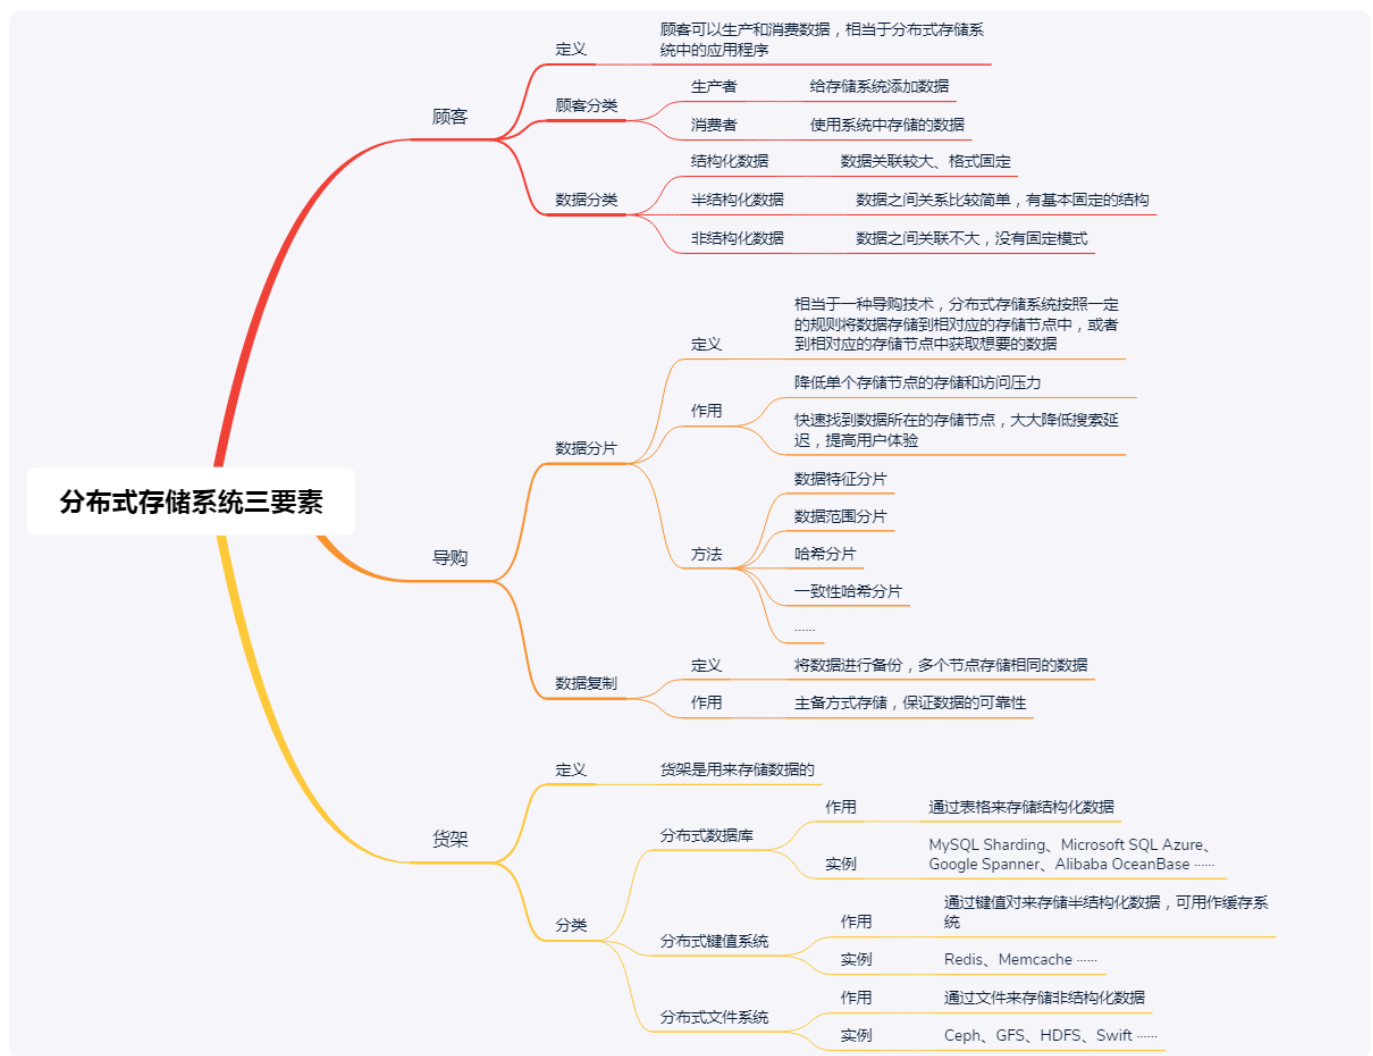 分布式存储系统三要素
顾客
定义
顾客可以生产和消费数据，相当于分布式存储系
统中的应用程序
顾客分类
生产者
给存储系统添加数据
消费者
使用系统中存储的数据
数据分类
结构化数据
数据关联较大、格式固定
半结构化数据
数据之间关系比较简单，有基本固定的结构
非结构化数据
数据之间关联不大，没有固定模式
导购
数据分片
定义
相当于一种导购技术，分布式存储系统按照一定
的规则将数据存储到相对应的存储节点中，或者
到相对应的存储节点中获取想要的数据
作用
降低单个存储节点的存储和访问压力
快速找到数据所在的存储节点，大大降低搜索延
迟，提高用户体验
方法
数据特征分片
数据范围分片
哈希分片
一致性哈希分片
……
数据复制
定义
将数据进行备份，多个节点存储相同的数据
作用
主备方式存储，保证数据的可靠性
货架
定义
货架是用来存储数据的
分类
分布式数据库
作用
通过表格来存储结构化数据
实例
MySQL Sharding、Microsoft SQL Azure、
Google Spanner、Alibaba OceanBase ……
分布式键值系统
作用
通过键值对来存储半结构化数据，可用作缓存系
统
实例
Redis、Memcache ……
分布式文件系统
作用
通过文件来存储非结构化数据
实例
Ceph、GFS、HDFS、Swift ……